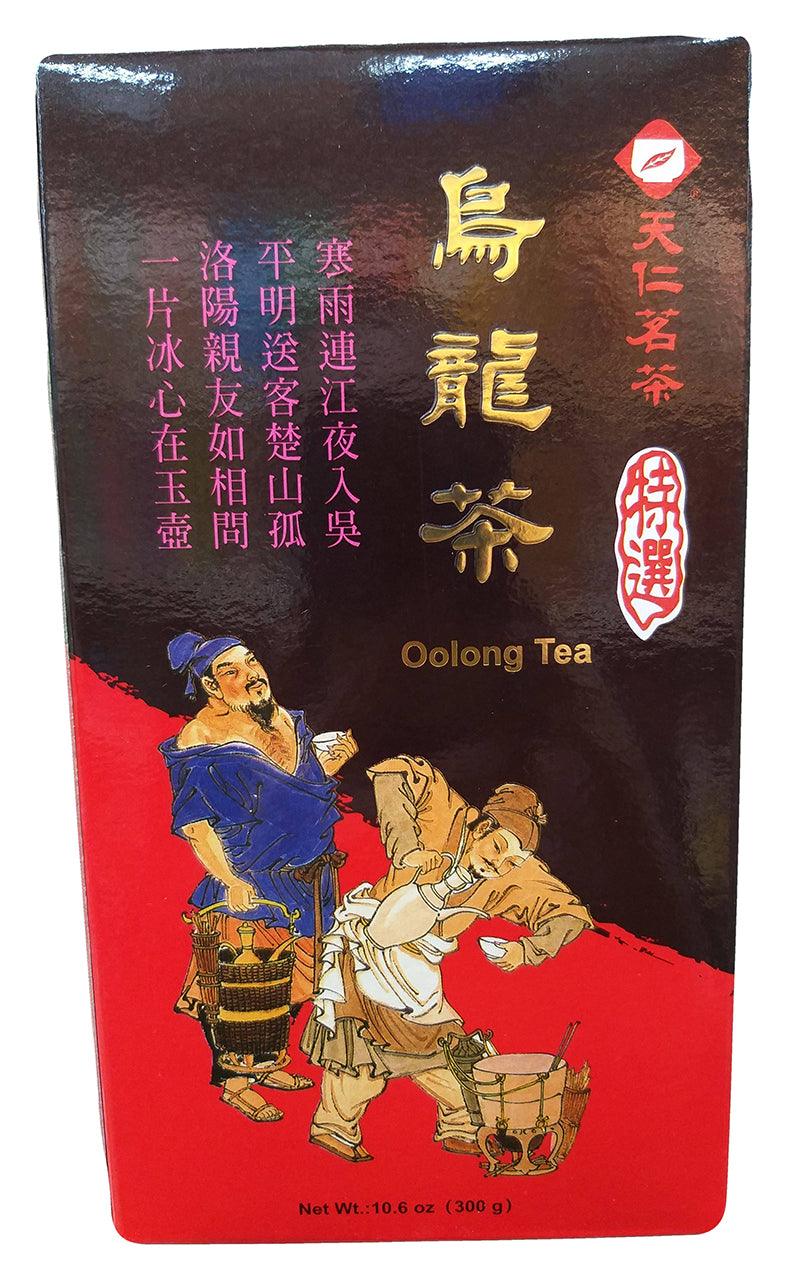 天仁茗茶
特選
烏龍茶
Oolong Tea
寒雨連江夜入吳
平明送客楚山孤
洛陽親友如相問
一片冰心在玉壺
Net Wt.:10.6 oz (300 g)